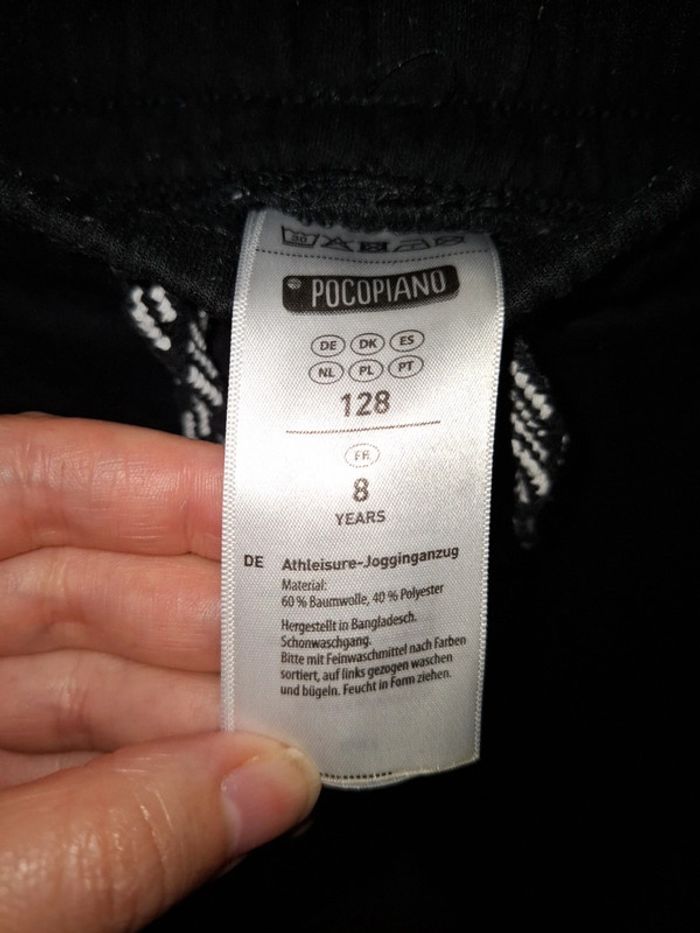 30
POCOPIANO
DE DK ES
NL PL PT
128
FR
8
YEARS
DE Athleisure-Jogginganzug
Material:
60 % Baumwolle, 40 % Polyester
Hergestellt in Bangladesch.
Schonwaschgang.
Bitte mit Feinwaschmittel nach Farben
sortiert, auf links gezogen waschen
und bügeln. Feucht in Form ziehen.